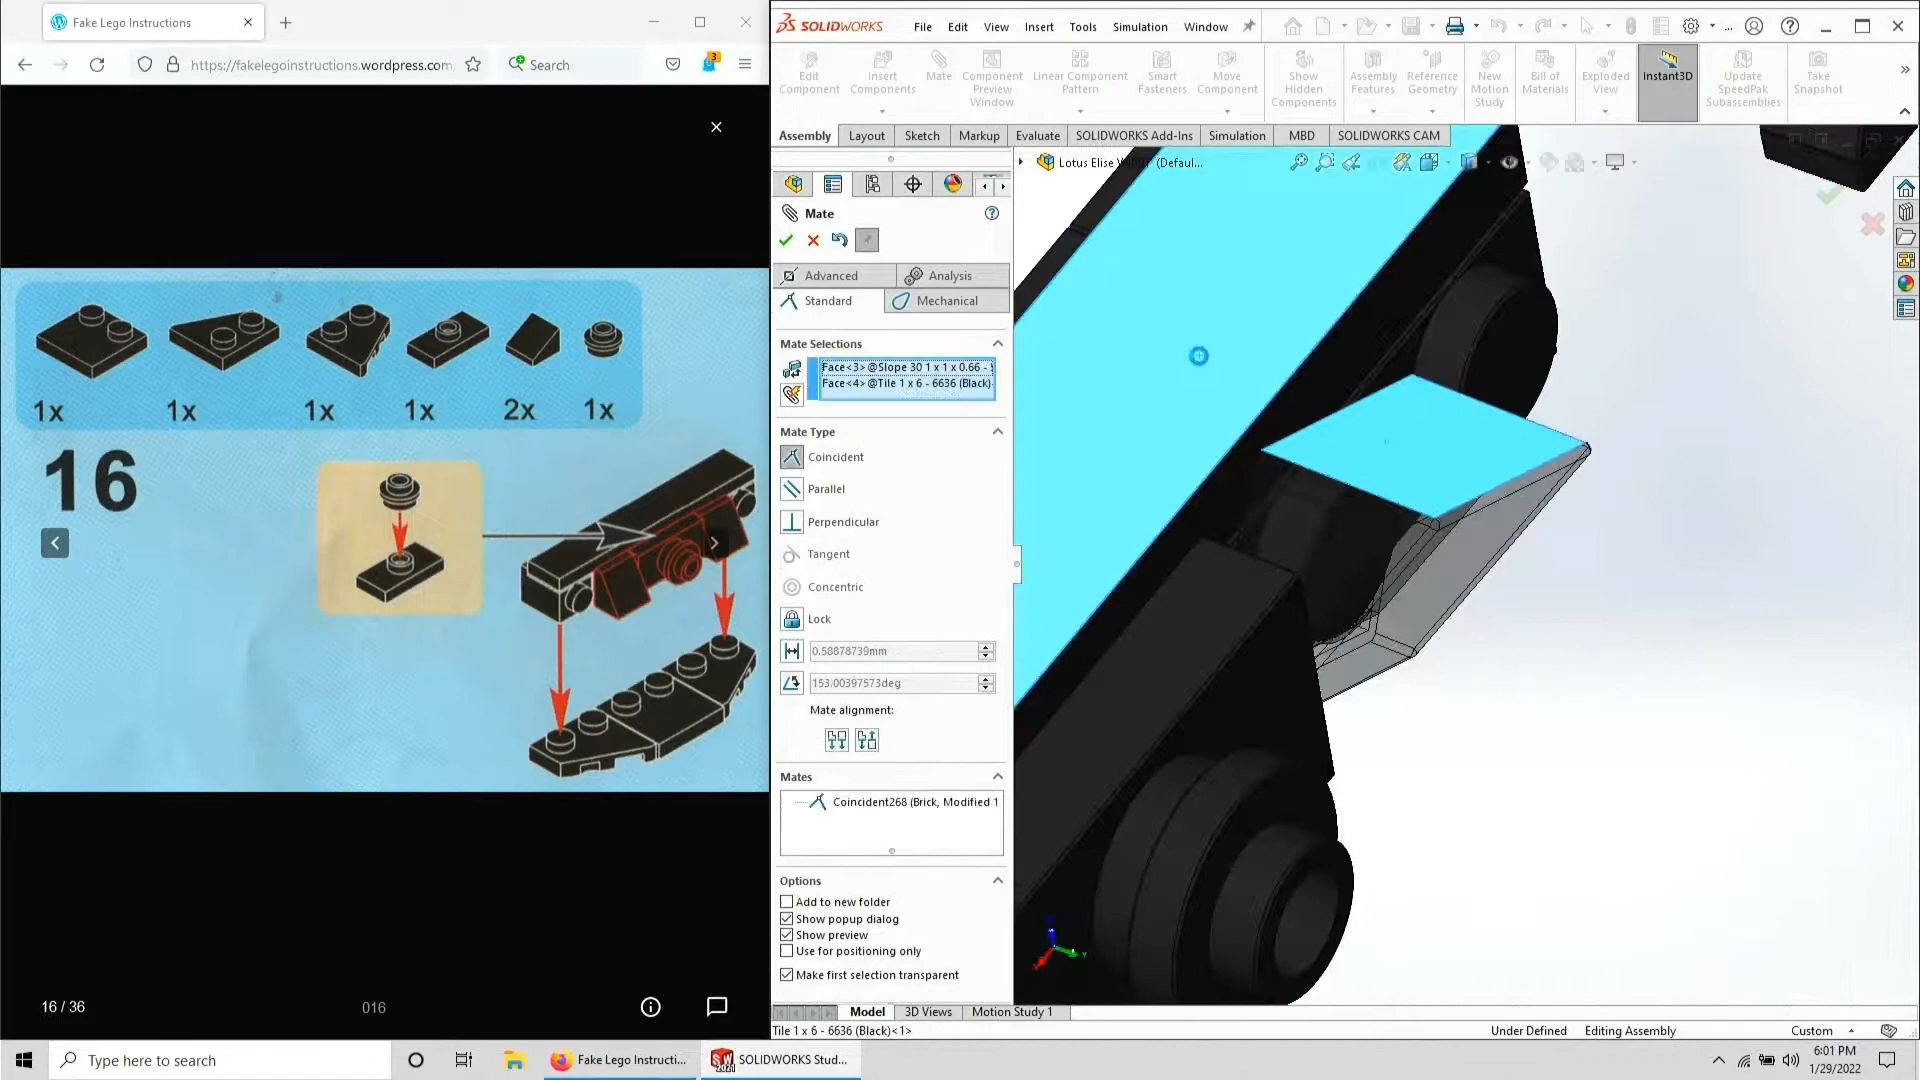 Fake Lego Instructions
https://fakelegoinstructions.wordpress.com
Search
3
1x
1x
1x
1x
2x
1x
16
16 / 36
016
SOLIDWORKS
File
Edit
View
Insert
Tools
Simulation
Window
...
Edit Component
Insert Components
Mate
Component Preview Window
Linear Component Pattern
Smart Fasteners
Move Component
Show Hidden Components
Assembly Features
Reference Geometry
New Motion Study
Bill of Materials
Exploded View
Instant3D
Update SpeedPak Subassemblies
Take Snapshot
Assembly
Layout
Sketch
Markup
Evaluate
SOLIDWORKS Add-Ins
Simulation
MBD
SOLIDWORKS CAM
Lotus Elise (Defaul...
Mate
Advanced
Analysis
Standard
Mechanical
Mate Selections
Face<3> @Slope 30 1 x 1 x 0.66 -
Face<4> @Tile 1 x 6 - 6636 (Black)
Mate Type
Coincident
Parallel
Perpendicular
Tangent
Concentric
Lock
0.58878739mm
153.00397573deg
Mate alignment:
Mates
Coincident268 (Brick, Modified 1
Options
Add to new folder
Show popup dialog
Show preview
Use for positioning only
Make first selection transparent
Model
3D Views
Motion Study 1
Tile 1 x 6 - 6636 (Black)<1>
Under Defined
Editing Assembly
Custom
Type here to search
Fake Lego Instructi...
SOLIDWORKS Stud...
6:01 PM
1/29/2022